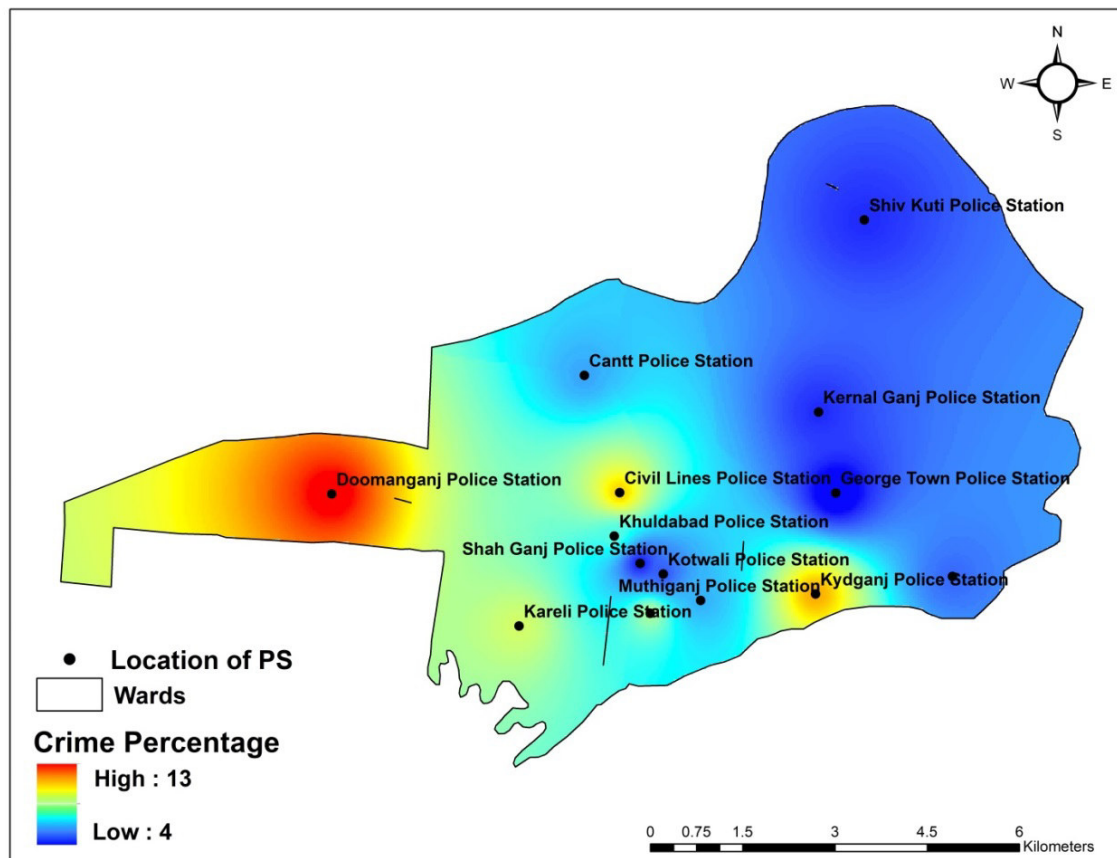 N
W E
S
Shiv Kuti Police Station
Cantt Police Station
Kernal Ganj Police Station
Doomanganj Police Station
Civil Lines Police Station
George Town Police Station
Khuldabad Police Station
Shah Ganj Police Station
Kotwali Police Station
Muthiganj Police Station
Kydganj Police Station
Kareli Police Station
Location of PS
Wards
Crime Percentage
High : 13
Low : 4
0 0.75 1.5 3 4.5 6
Kilometers